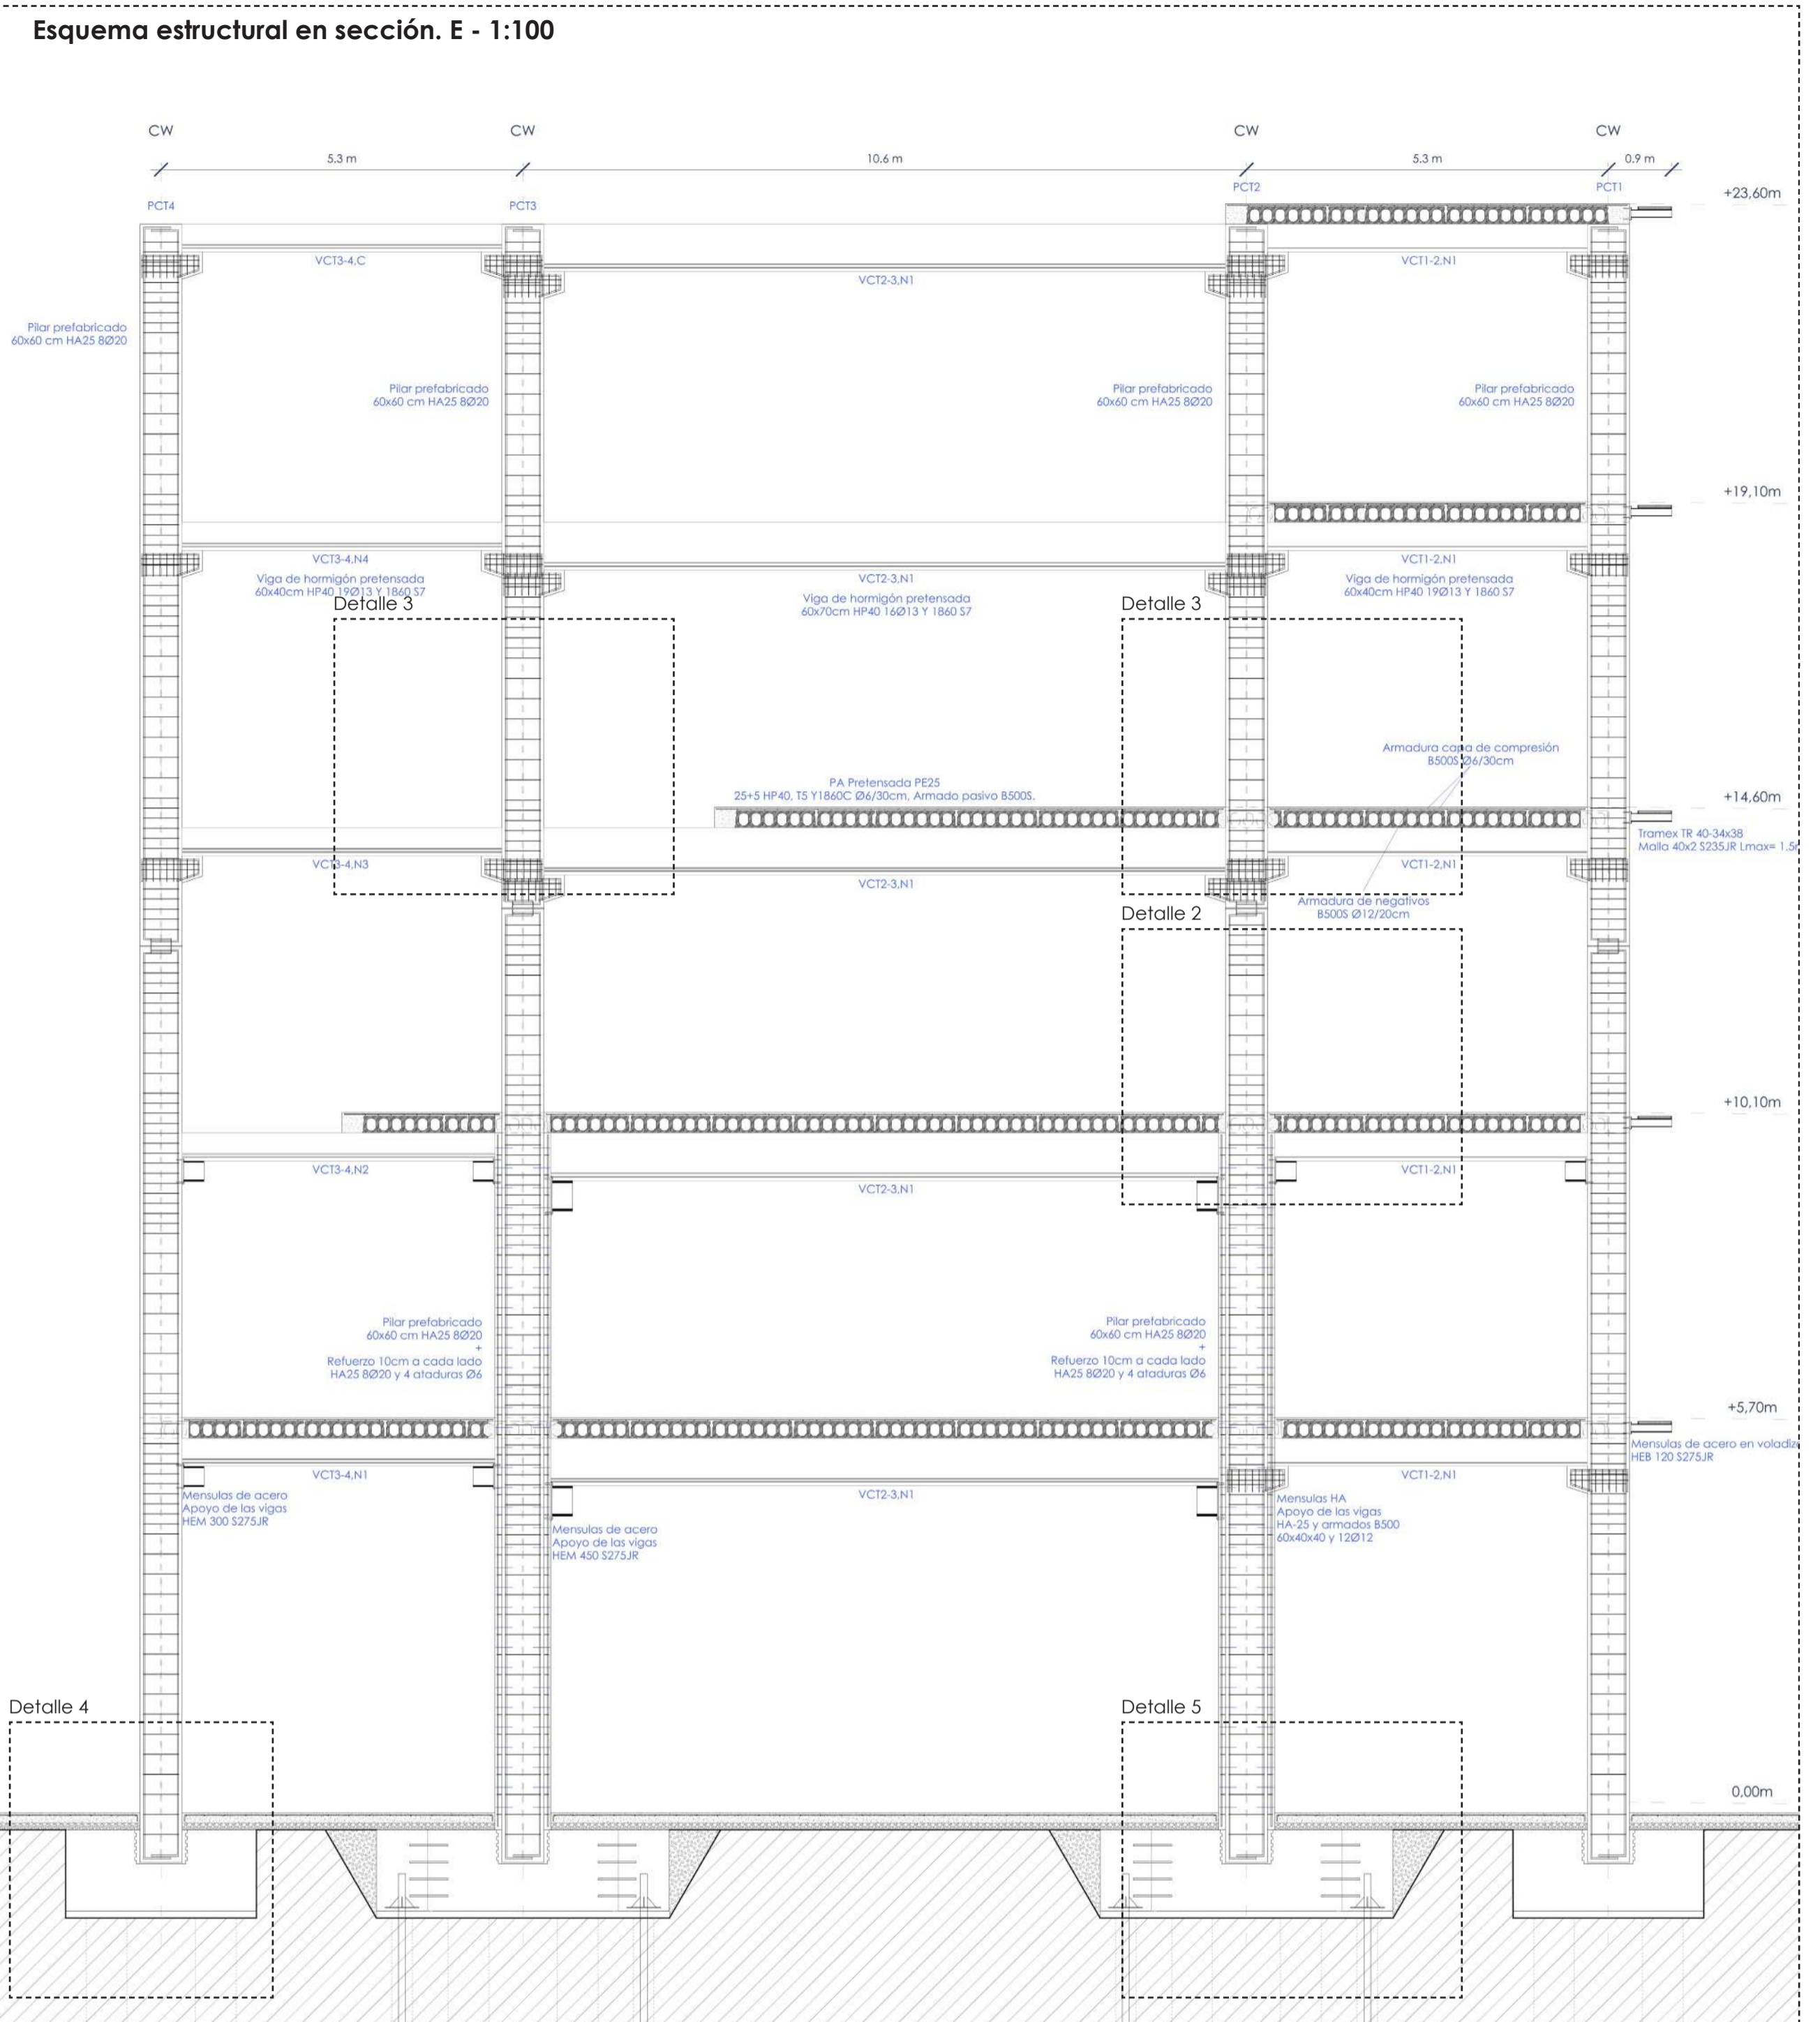 Esquema estructural en sección. E - 1:100
CW
CW
CW
CW
5.3 m
10.6 m
5.3 m
0.9 m
PCT4
PCT3
PCT2
PCT1
+23,60m
VCT3-4,C
VCT2-3,N1
VCT1-2,N1
Pilar prefabricado
60x60 cm HA25 8Ø20
Pilar prefabricado
60x60 cm HA25 8Ø20
Pilar prefabricado
60x60 cm HA25 8Ø20
Pilar prefabricado
60x60 cm HA25 8Ø20
+19,10m
VCT3-4,N4
Viga de hormigón pretensada
60x40cm HP40 19Ø13 Y 1860 S7
VCT2-3,N1
Viga de hormigón pretensada
60x70cm HP40 16Ø13 Y 1860 S7
VCT1-2,N1
Viga de hormigón pretensada
60x40cm HP40 19Ø13 Y 1860 S7
Detalle 3
Detalle 3
Armadura capa de compresión
B500S Ø6/30cm
PA Pretensada PE25
25+5 HP40, T5 Y1860C Ø6/30cm. Armado pasivo B500S.
+14,60m
Tramex TR 40-34x38
Malla 40x2 S235JR Lmax= 1.5
VCT3-4,N3
VCT2-3,N1
VCT1-2,N1
Armadura de negativos
B500S Ø12/20cm
Detalle 2
+10,10m
VCT3-4,N2
VCT2-3,N1
VCT1-2,N1
Pilar prefabricado
60x60 cm HA25 8Ø20
+
Refuerzo 10cm a cada lado
HA25 8Ø20 y 4 ataduras Ø6
Pilar prefabricado
60x60 cm HA25 8Ø20
+
Refuerzo 10cm a cada lado
HA25 8Ø20 y 4 ataduras Ø6
+5,70m
Mensulas de acero en voladiz
HEB 120 S275JR
VCT3-4,N1
VCT2-3,N1
VCT1-2,N1
Mensulas de acero
Apoyo de las vigas
HEM 300 S275JR
Mensulas de acero
Apoyo de las vigas
HEM 450 S275JR
Mensulas HA
Apoyo de las vigas
HA-25 y armados B500
60x40x40 y 12Ø12
Detalle 4
Detalle 5
0,00m